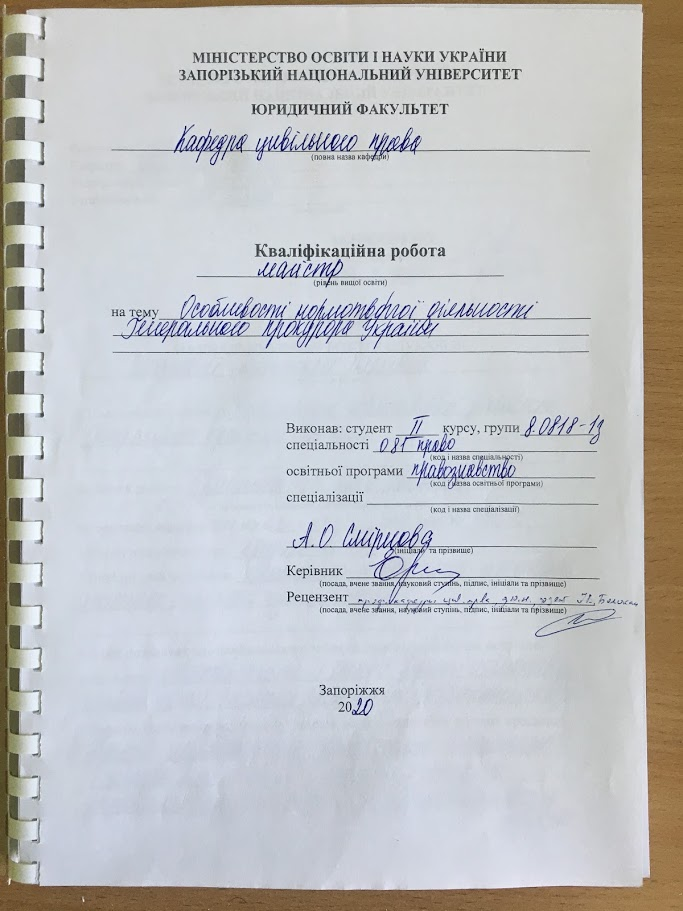 МІНІСТЕРСТВО ОСВІТИ І НАУКИ УКРАЇНИ
ЗАПОРІЗЬКИЙ НАЦІОНАЛЬНИЙ УНІВЕРСИТЕТ
ЮРИДИЧНИЙ ФАКУЛЬТЕТ
Кафедра цивільного права
(повна назва кафедри)
Кваліфікаційна робота
майстр
(рівень вищої освіти)
на тему Особливості нормотворчої діяльності
Генерального прокурора України
Виконав: студент ІІ курсу, групи 8.0818-1з
спеціальності 081 право
(код і назва спеціальності)
освітньої програми правознавство
(код і назва освітньої програми)
спеціалізації
(код і назва спеціалізації)
А.О. Смірнова
(ініціали та прізвище)
Керівник
(посада, вчене звання, науковий ступінь, підпис, ініціали та прізвище)
Рецензент
(посада, вчене звання, науковий ступінь, підпис, ініціали та прізвище)
Запоріжжя
2020